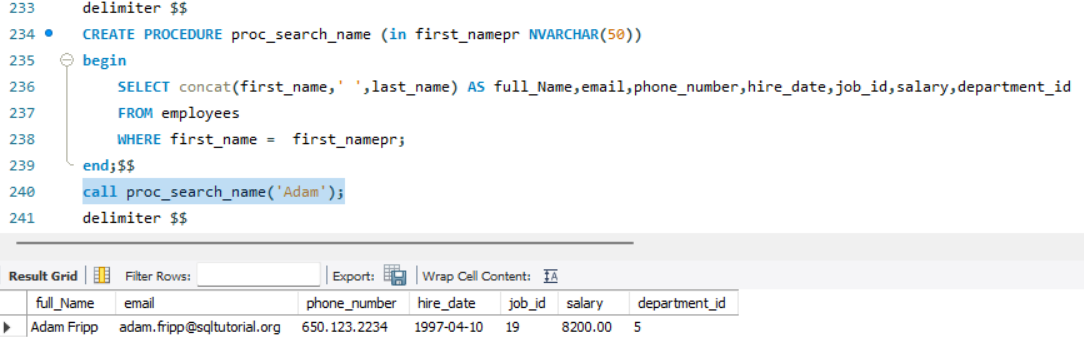 233 delimiter $$
234 CREATE PROCEDURE proc_search_name (in first_namepr NVARCHAR(50))
235 begin
236 SELECT concat(first_name,' ',last_name) AS full_Name,email,phone_number,hire_date,job_id,salary,department_id
237 FROM employees
238 WHERE first_name =  first_namepr;
239 end;$$
240 call proc_search_name('Adam');
241 delimiter $$
Result Grid Filter Rows: Export: Wrap Cell Content: IA
full_Name email phone_number hire_date job_id salary department_id
Adam Fripp adam.fripp@sqltutorial.org 650.123.2234 1997-04-10 19 8200.00 5